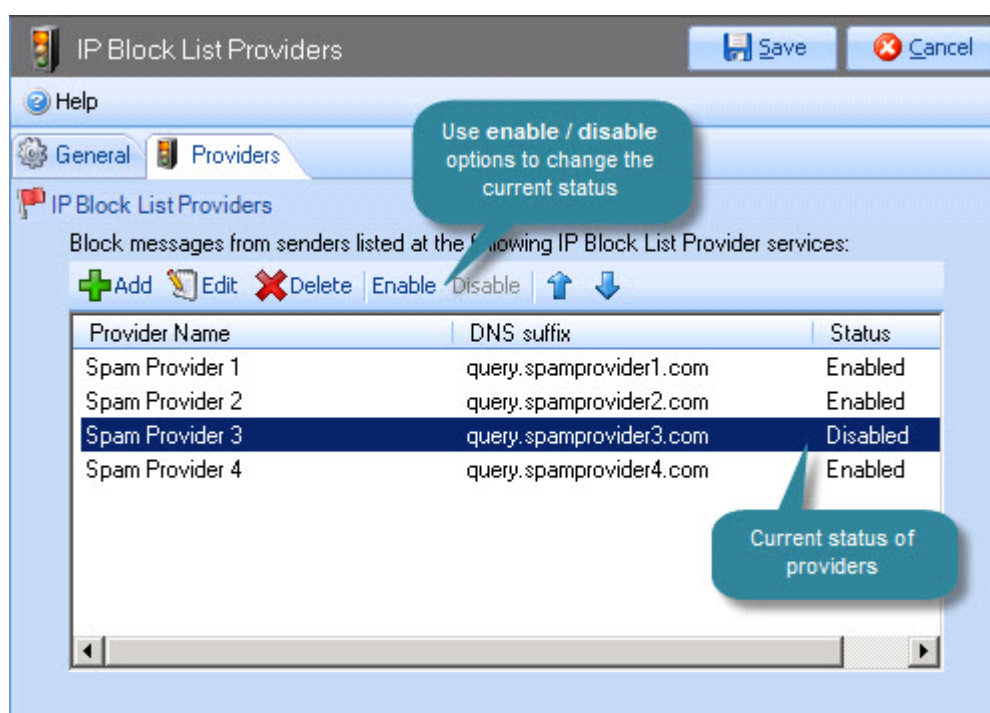 IP Block List Providers
Save
Cancel
Help
General
Providers
Use enable / disable
options to change the
current status
IP Block List Providers
Block messages from senders listed at the following IP Block List Provider services:
Add Edit Delete Enable Disable
Provider Name DNS suffix Status
Spam Provider 1 query.spamprovider1.com Enabled
Spam Provider 2 query.spamprovider2.com Enabled
Spam Provider 3 query.spamprovider3.com Disabled
Spam Provider 4 query.spamprovider4.com Enabled
Current status of
providers